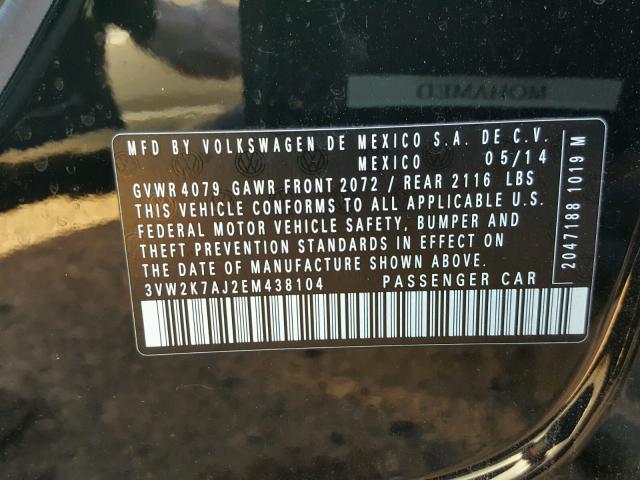 MOHAMED
MFD BY VOLKSWAGEN DE MEXICO S.A. DE C.V.
MEXICO 05/14
GVWR 4079 GAWR FRONT 2072 / REAR 2116 LBS
THIS VEHICLE CONFORMS TO ALL APPLICABLE U.S.
FEDERAL MOTOR VEHICLE SAFETY, BUMPER AND
THEFT PREVENTION STANDARDS IN EFFECT ON
THE DATE OF MANUFACTURE SHOWN ABOVE.
3VW2K7AJ2EM438104 PASSENGER CAR
2047188 1019 M